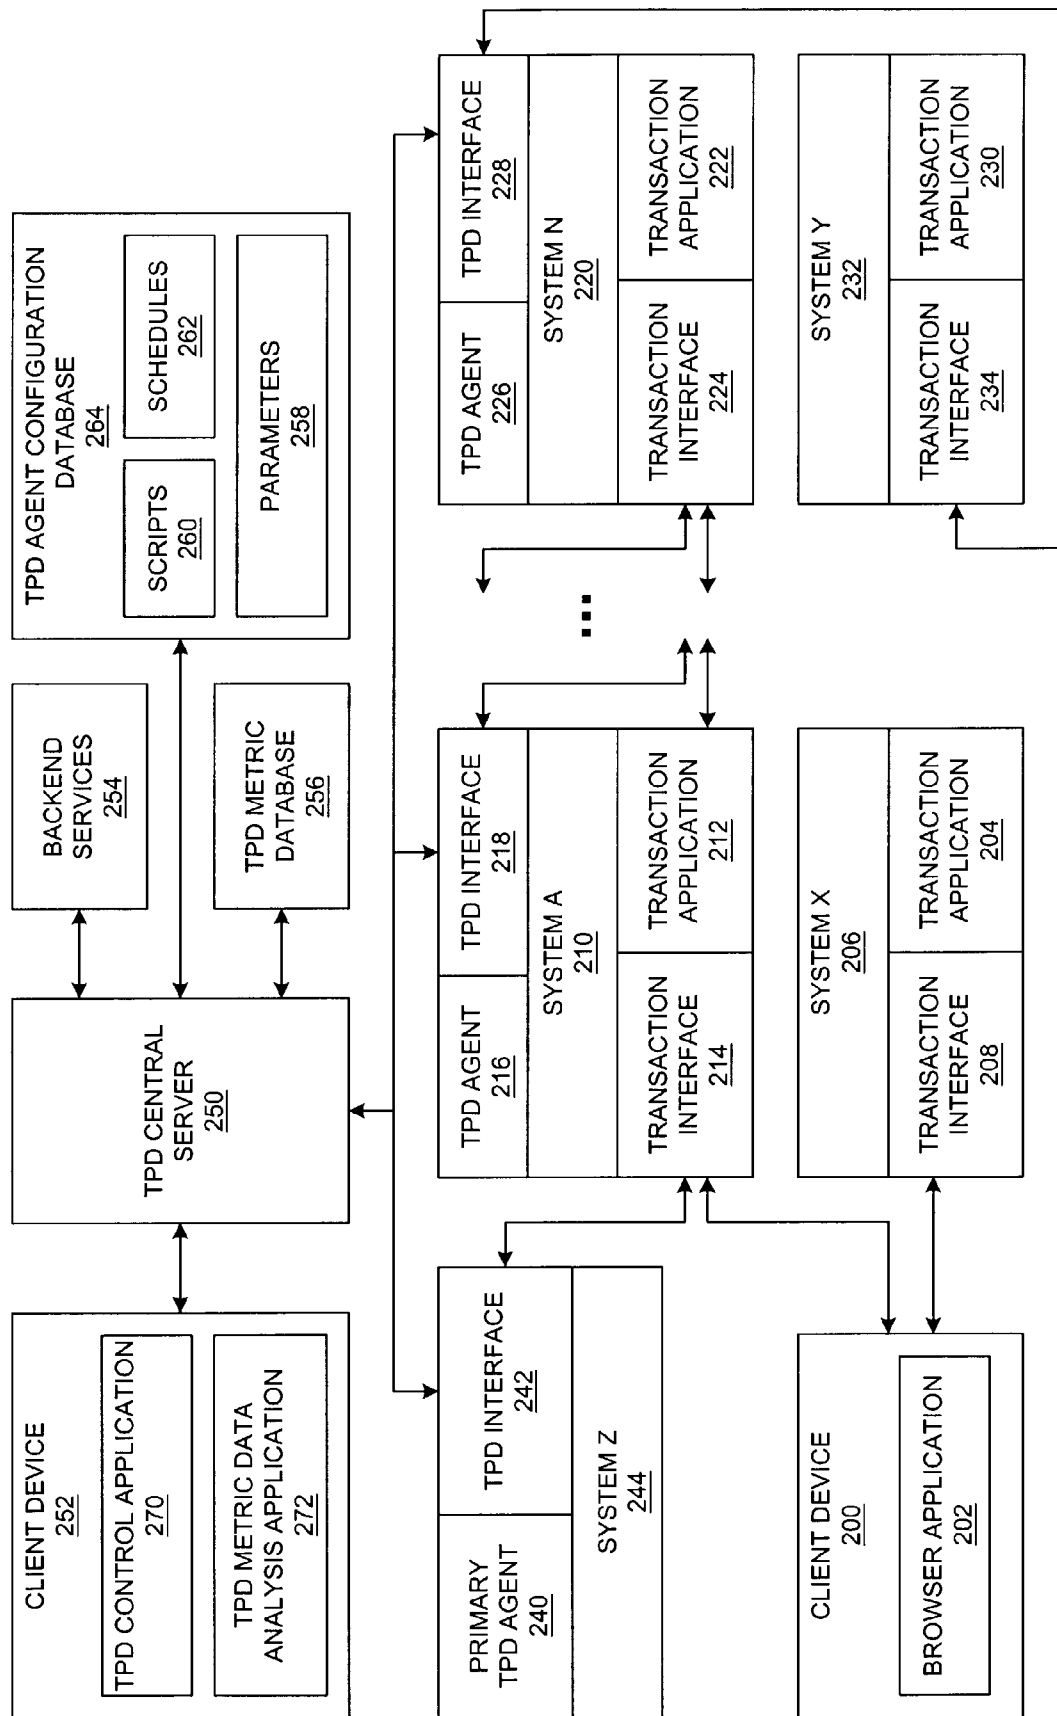 CLIENT DEVICE
252
TPD CONTROL APPLICATION
270
TPD METRIC DATA
ANALYSIS APPLICATION
272
TPD CENTRAL
SERVER
250
BACKEND
SERVICES
254
TPD METRIC
DATABASE
256
TPD AGENT CONFIGURATION
DATABASE
264
SCRIPTS
260
SCHEDULES
262
PARAMETERS
258
PRIMARY
TPD AGENT
240
TPD INTERFACE
242
SYSTEM Z
244
TPD AGENT
216
TPD INTERFACE
218
SYSTEM A
210
TRANSACTION
INTERFACE
214
TRANSACTION
APPLICATION
212
...
TPD AGENT
226
TPD INTERFACE
228
SYSTEM N
220
TRANSACTION
INTERFACE
224
TRANSACTION
APPLICATION
222
CLIENT DEVICE
200
BROWSER APPLICATION
202
SYSTEM X
206
TRANSACTION
INTERFACE
208
TRANSACTION
APPLICATION
204
SYSTEM Y
232
TRANSACTION
INTERFACE
234
TRANSACTION
APPLICATION
230